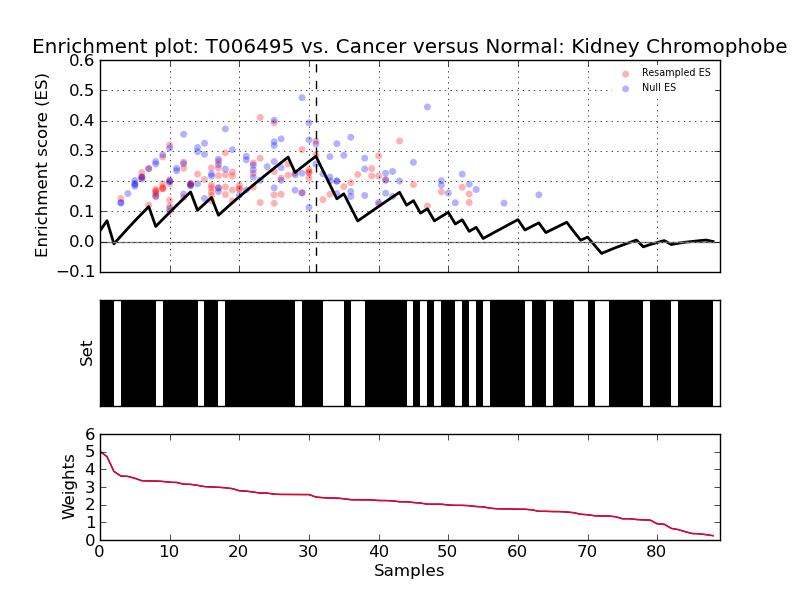 Enrichment plot: T006495 vs. Cancer versus Normal: Kidney Chromophobe
Enrichment score (ES)
0.6
0.5
0.4
0.3
0.2
0.1
0.0
−0.1
Resampled ES
Null ES
Set
Weights
6
5
4
3
2
1
0
0 10 20 30 40 50 60 70 80
Samples